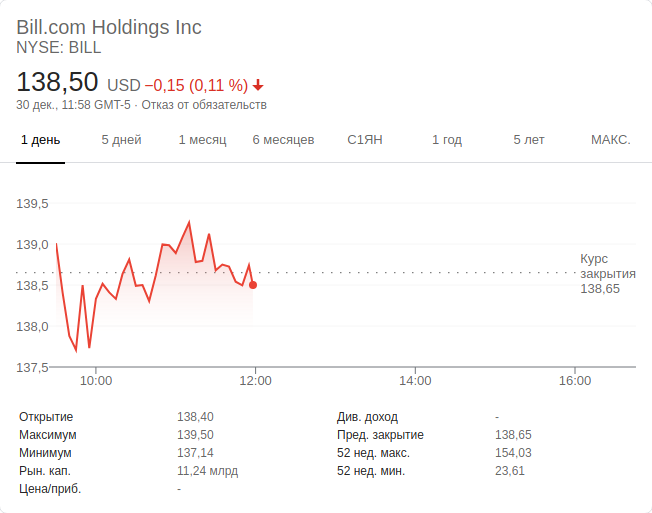 Bill.com Holdings Inc
NYSE: BILL
138,50 USD −0,15 (0,11 %)
30 дек., 11:58 GMT-5 · Отказ от обязательств
1 день 5 дней 1 месяц 6 месяцев С1ЯН 1 год 5 лет МАКС.
139,5
139,0
Курс
закрытия
138,65
138,5
138,0
137,5
10:00 12:00 14:00 16:00
Открытие 138,40 Див. доход -
Максимум 139,50 Пред. закрытие 138,65
Минимум 137,14 52 нед. макс. 154,03
Рын. кап. 11,24 млрд 52 нед. мин. 23,61
Цена/приб. -